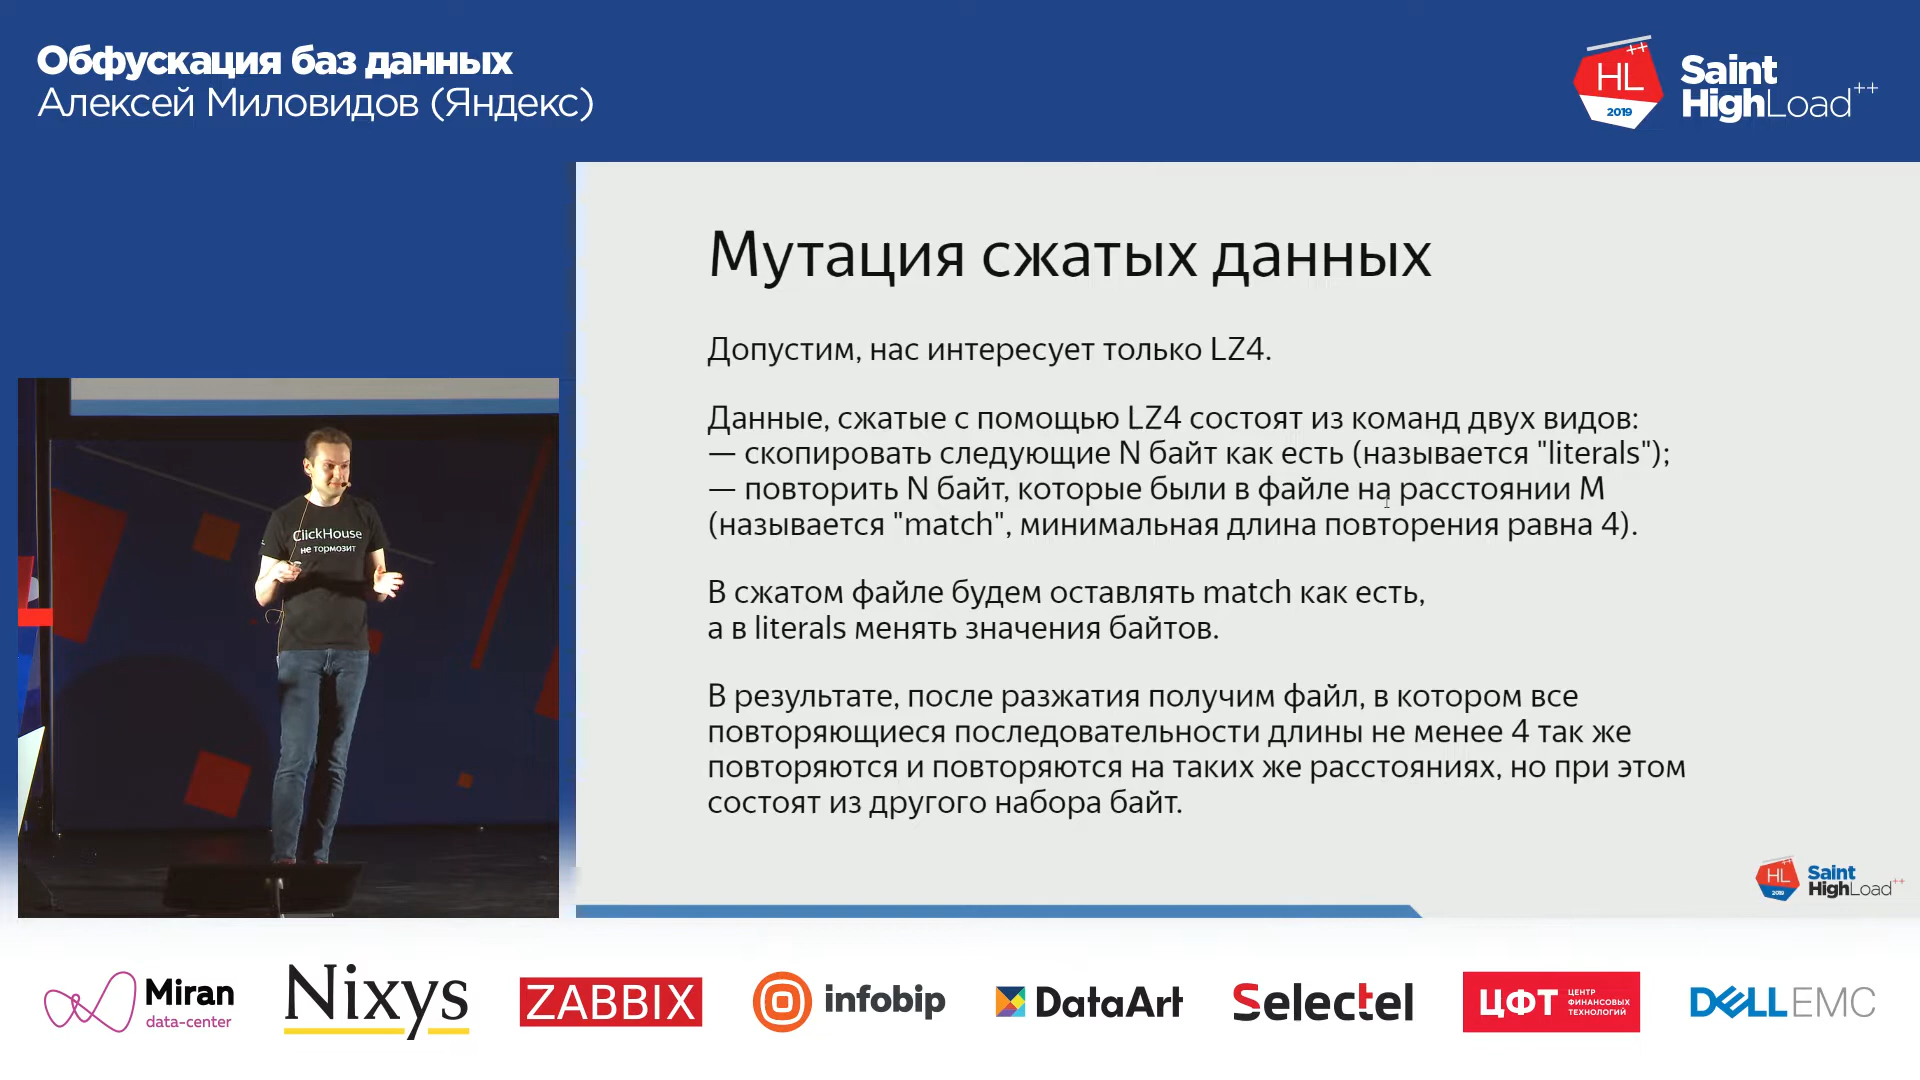 Обфускация баз данных
Алексей Миловидов (Яндекс)
HL ++
2019
Saint
HighLoad++
Мутация сжатых данных
Допустим, нас интересует только LZ4.
Данные, сжатые с помощью LZ4 состоят из команд двух видов:
— скопировать следующие N байт как есть (называется "literals");
— повторить N байт, которые были в файле на расстоянии M
(называется "match", минимальная длина повторения равна 4).
В сжатом файле будем оставлять match как есть,
а в literals менять значения байтов.
В результате, после разжатия получим файл, в котором все
повторяющиеся последовательности длины не менее 4 так же
повторяются и повторяются на таких же расстояниях, но при этом
состоят из другого набора байт.
ClickHouse
не тормозит
HL ++
2019
Saint
HighLoad++
Miran
data-center
Nixys
ZABBIX
infobip
DataArt
Selectel
ЦФТ
ЦЕНТР
ФИНАНСОВЫХ
ТЕХНОЛОГИЙ
DELLEMC